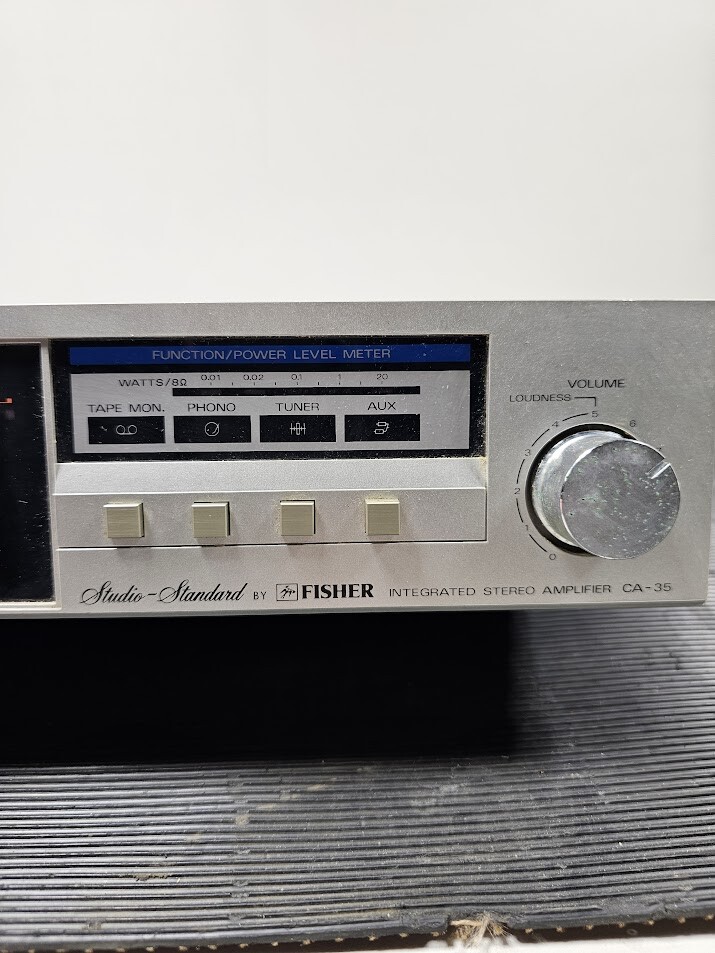 FUNCTION/POWER LEVEL METER
WATTS/8Ω 0.01 0.02 0.1 1 20
TAPE MON. PHONO TUNER AUX
VOLUME
LOUDNESS
0 1 2 3 4 5 6 7
Studio-Standard BY FISHER INTEGRATED STEREO AMPLIFIER CA-35